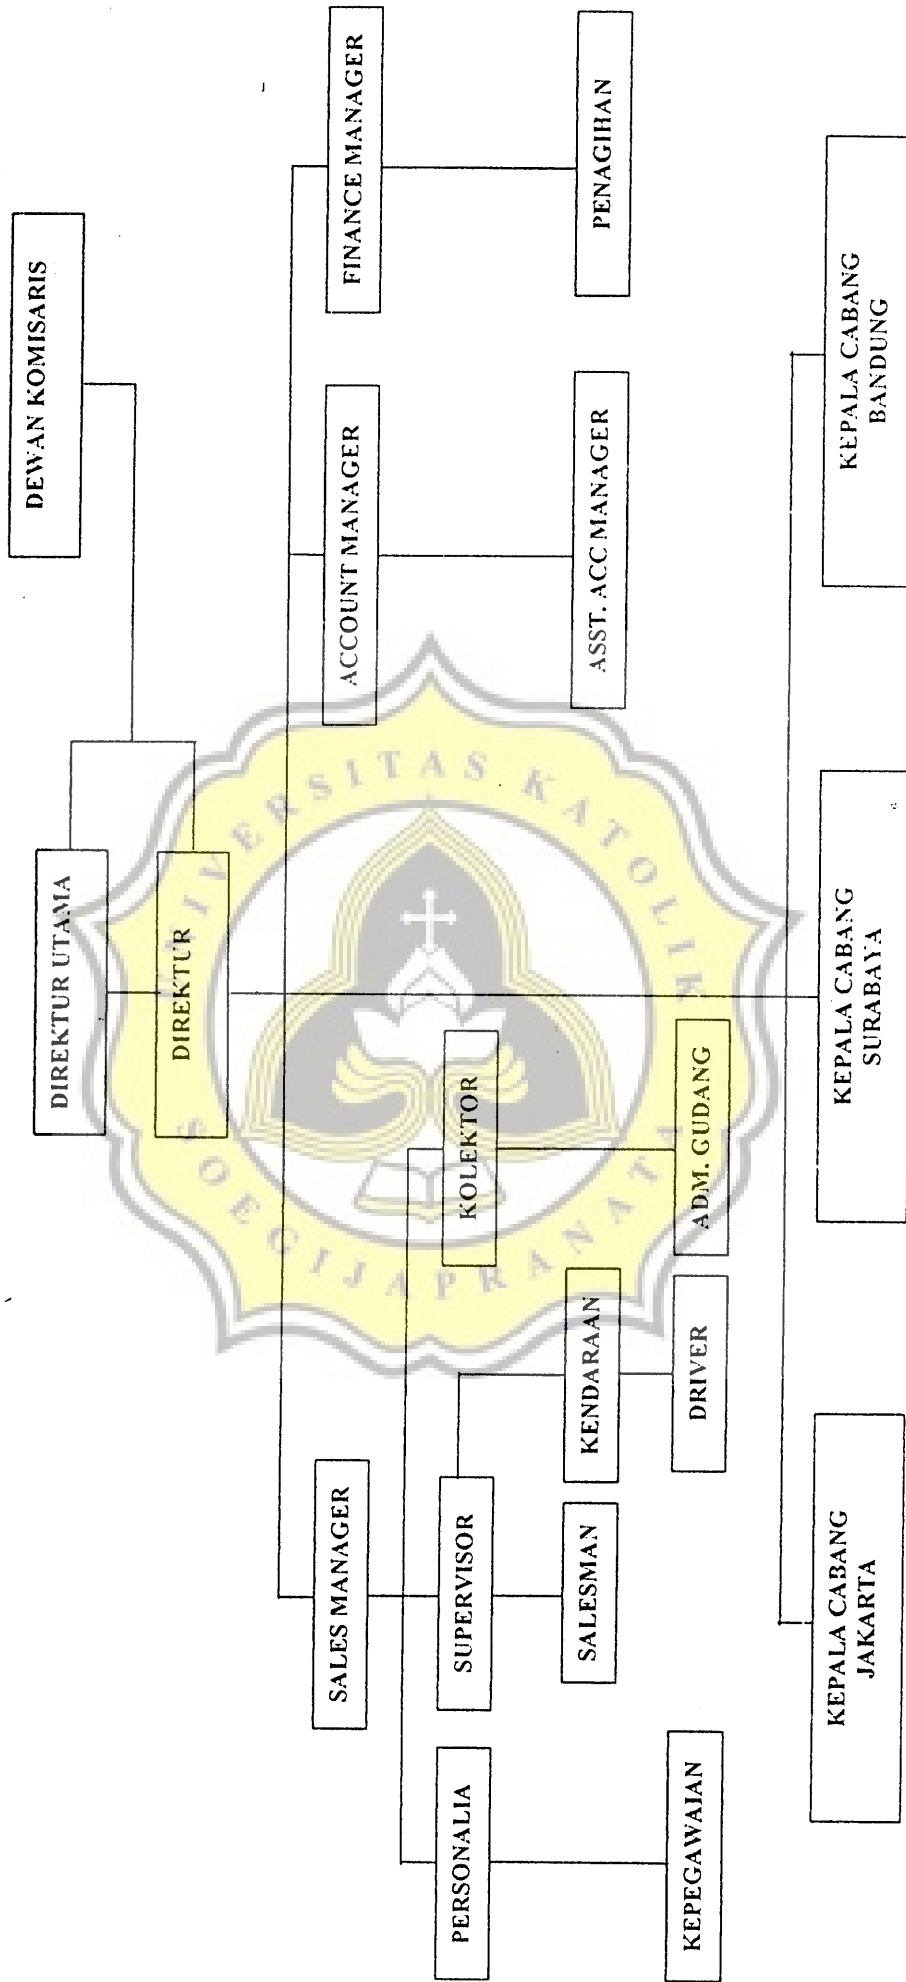 DEWAN KOMISARIS
DIREKTUR UTAMA
DIREKTUR
SALES MANAGER
ACCOUNT MANAGER
FINANCE MANAGER
PERSONALIA
SUPERVISOR
KOLEKTOR
SALESMAN
KENDARAAN
ASST. ACC MANAGER
PENAGIHAN
KEPEGAWAIAN
DRIVER
ADM. GUDANG
KEPALA CABANG
JAKARTA
KEPALA CABANG
SURABAYA
KEPALA CABANG
BANDUNG
UNIVERSITAS KATOLIK
SOEGIJAPRANATA